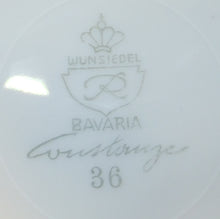 WUNSIEDEL
R
BAVARIA
Constanze
36